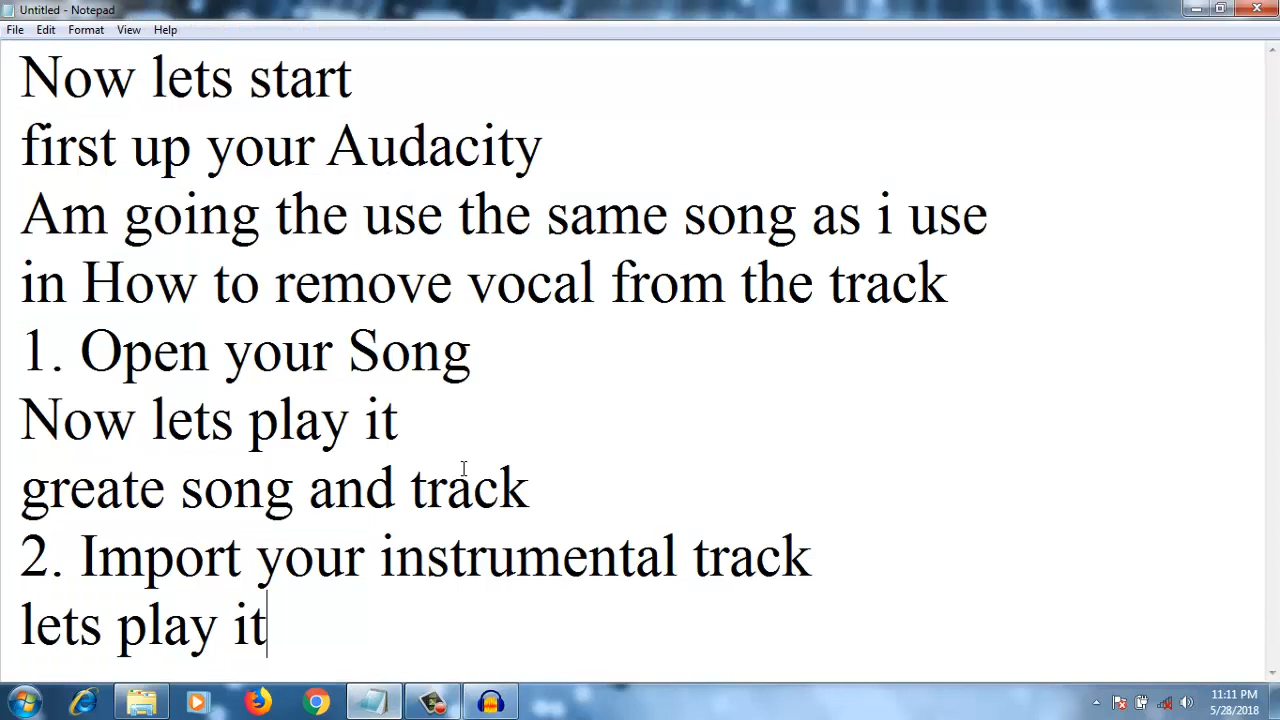 Untitled - Notepad
File Edit Format View Help
Now lets start
first up your Audacity
Am going the use the same song as i use
in How to remove vocal from the track
1. Open your Song
Now lets play it
greate song and track
2. Import your instrumental track
lets play it
11:11 PM
5/28/2018